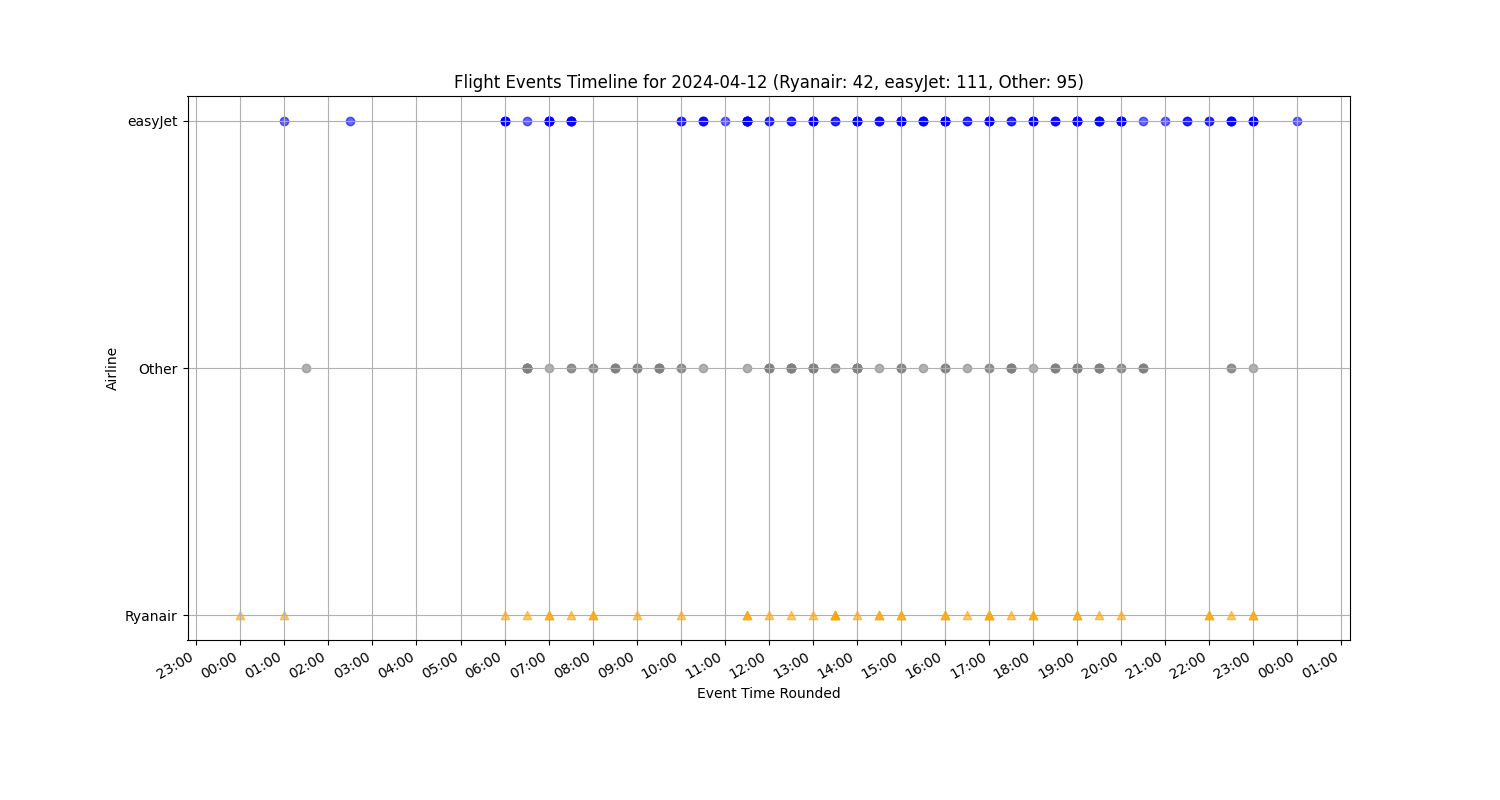 Flight Events Timeline for 2024-04-12 (Ryanair: 42, easyJet: 111, Other: 95)
easyJet
Other
Ryanair
Airline
23:00 00:00 01:00 02:00 03:00 04:00 05:00 06:00 07:00 08:00 09:00 10:00 11:00 12:00 13:00 14:00 15:00 16:00 17:00 18:00 19:00 20:00 21:00 22:00 23:00 00:00 01:00
Event Time Rounded